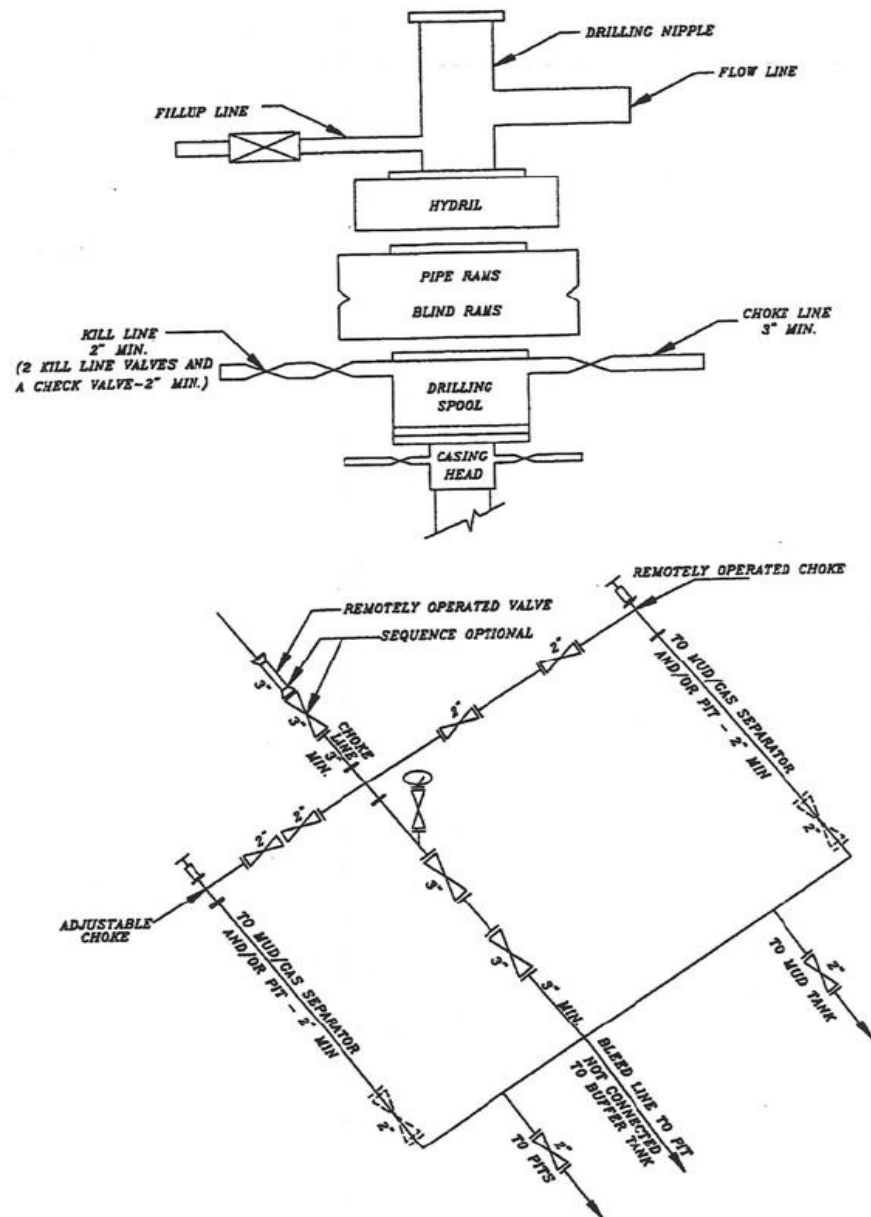 DRILLING NIPPLE
FLOW LINE
FILLUP LINE
HYDRIL
PIPE RAMS
BLIND RAMS
KILL LINE
2" MIN.
(2 KILL LINE VALVES AND
A CHECK VALVE-2" MIN.)
CHOKE LINE
3" MIN.
DRILLING
SPOOL
CASING
HEAD
REMOTELY OPERATED CHOKE
REMOTELY OPERATED VALVE
SEQUENCE OPTIONAL
3"
3"
CHOKE
LINE
3"
MIN.
2"
2"
2"
2"
TO MUD/GAS SEPARATOR
AND/OR PIT - 2" MIN
2"
3"
3"
3" MIN.
ADJUSTABLE
CHOKE
TO MUD/GAS SEPARATOR
AND/OR PIT - 2" MIN
2"
2"
TO MUD TANK
BLEED LINE TO PIT
NOT CONNECTED
TO BUFFER TANK
2"
TO PITS